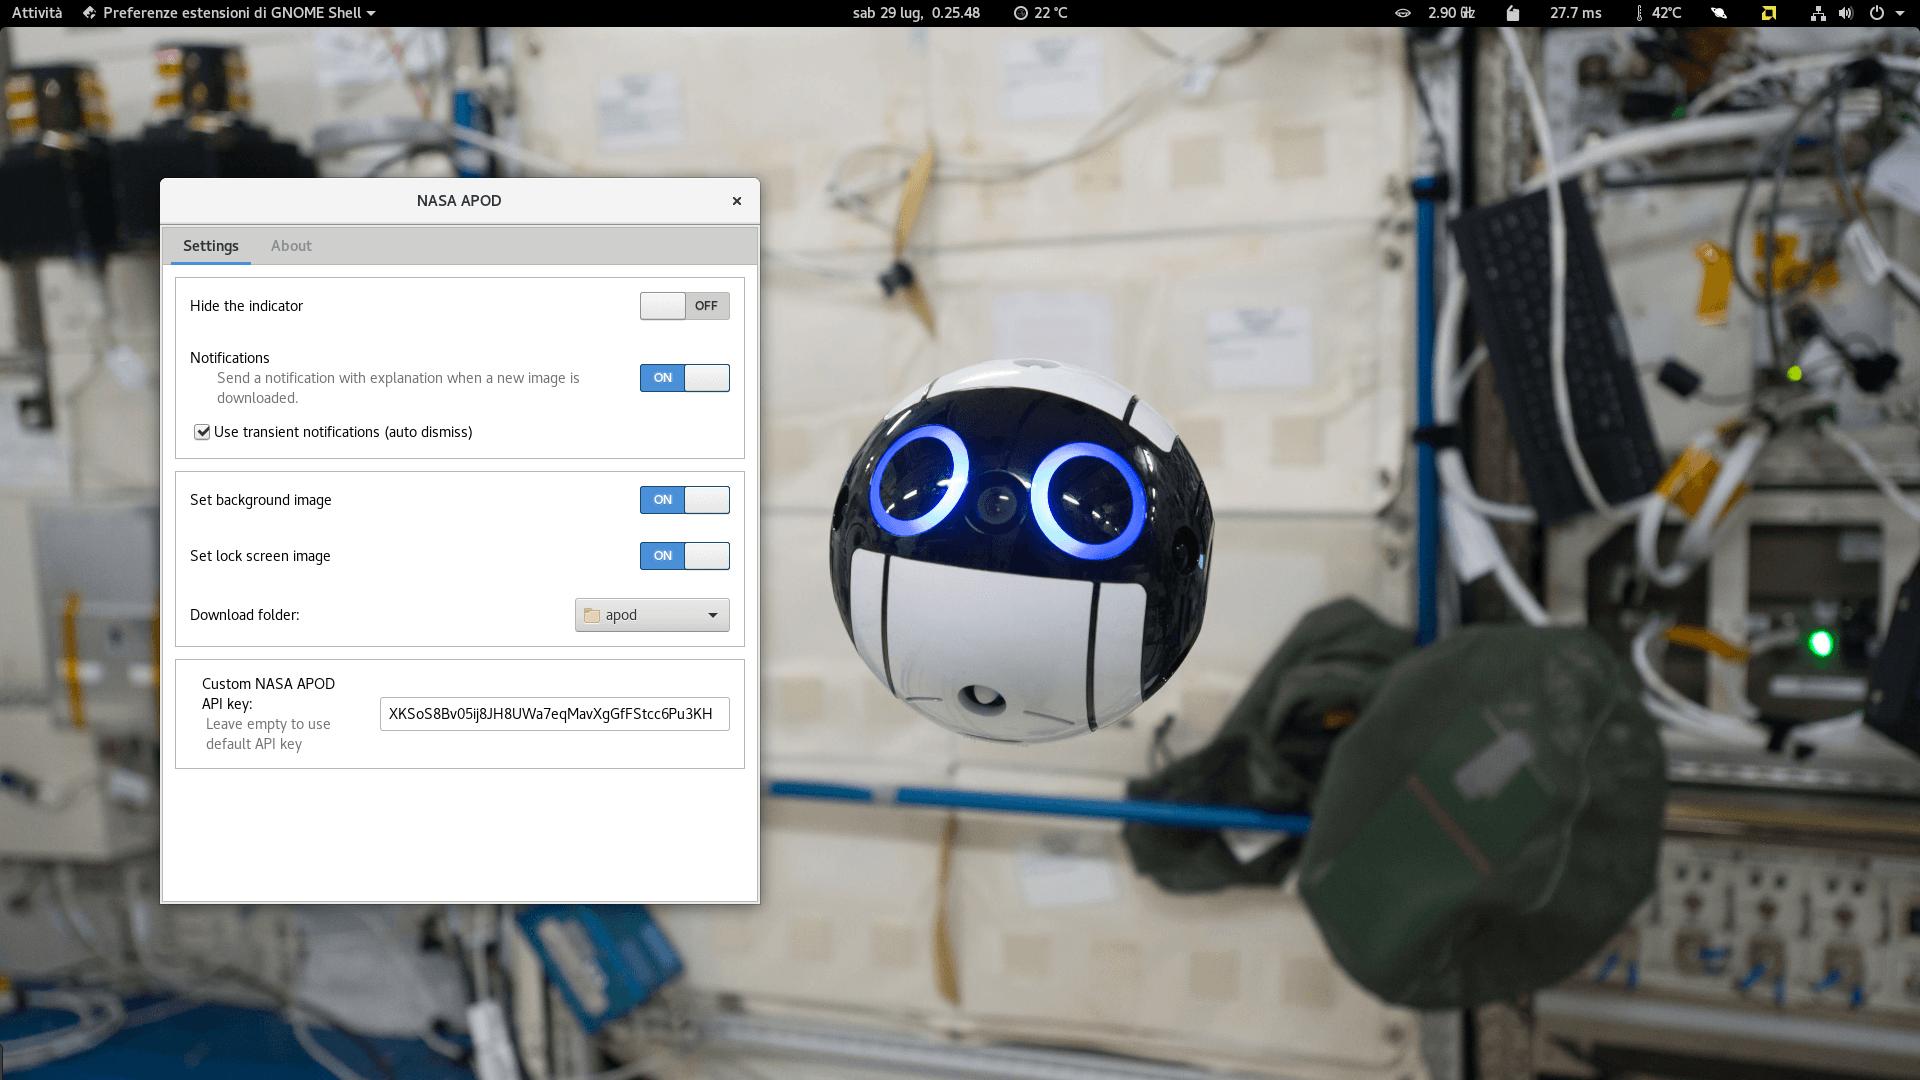 Attività Preferenze estensioni di GNOME Shell sab 29 lug, 0.25.48 22 °C 2.90 27.7 ms 42°C
NASA APOD
Settings About
Hide the indicator OFF
Notifications
Send a notification with explanation when a new image is
downloaded.
ON
Use transient notifications (auto dismiss)
Set background image ON
Set lock screen image ON
Download folder: apod
Custom NASA APOD
API key:
Leave empty to use
default API key
XKSoS8Bv05ij8JH8UWa7eqMavXgGfFStcc6Pu3KH